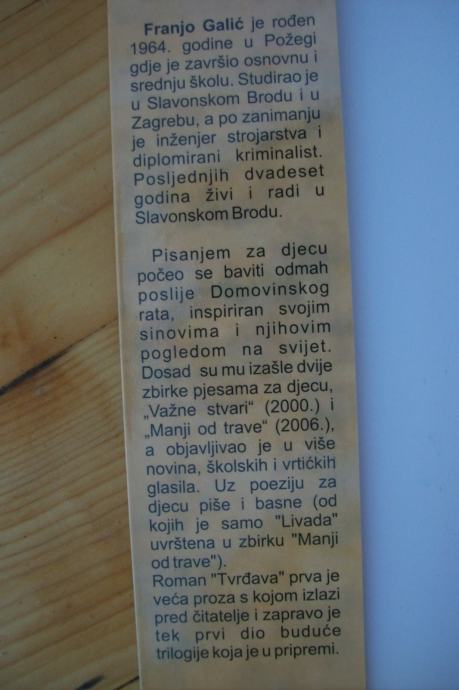 Franjo Galić je rođen
1964. godine u Požegi
gdje je završio osnovnu i
srednju školu. Studirao je
u Slavonskom Brodu i u
Zagrebu, a po zanimanju
je inženjer strojarstva i
diplomirani kriminalist.
Posljednjih dvadeset
godina živi i radi u
Slavonskom Brodu.
Pisanjem za djecu
počeo se baviti odmah
poslije Domovinskog
rata, inspiriran svojim
sinovima i njihovim
pogledom na svijet.
Dosad su mu izašle dvije
zbirke pjesama za djecu,
„Važne stvari“ (2000.) i
„Manji od trave“ (2006.),
a objavljivao je u više
novina, školskih i vrtićkih
glasila. Uz poeziju za
djecu piše i basne (od
kojih je samo "Livada"
uvrštena u zbirku "Manji
od trave").
Roman "Tvrđava" prva je
veća proza s kojom izlazi
pred čitatelje i zapravo je
tek prvi dio buduće
trilogije koja je u pripremi.